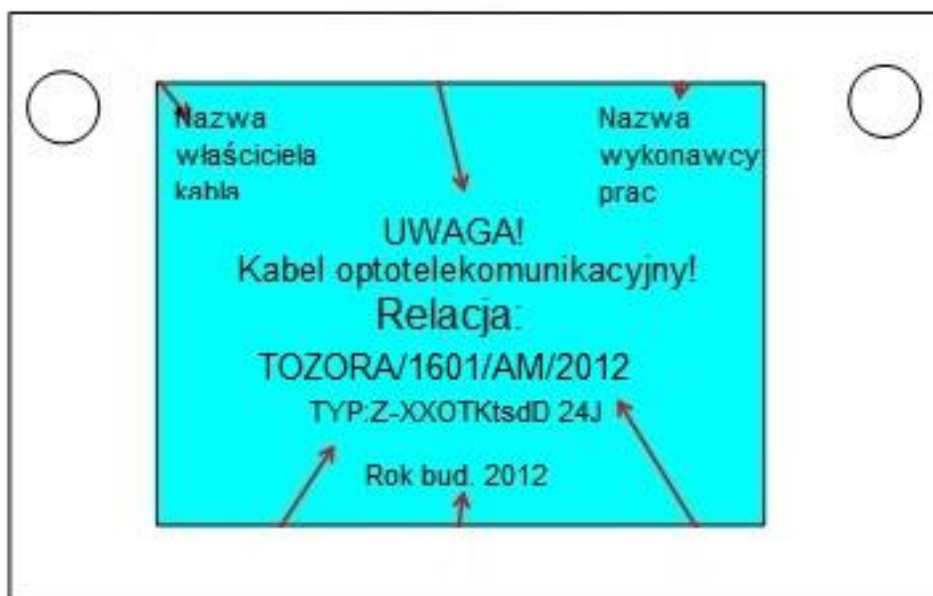 Nazwa
właściciela
kabla
Nazwa
wykonawcy
prac
UWAGA!
Kabel optotelekomunikacyjny!
Relacja:
TOZORA/1601/AM/2012
TYP:Z-XXOTKtsdD 24J
Rok bud. 2012